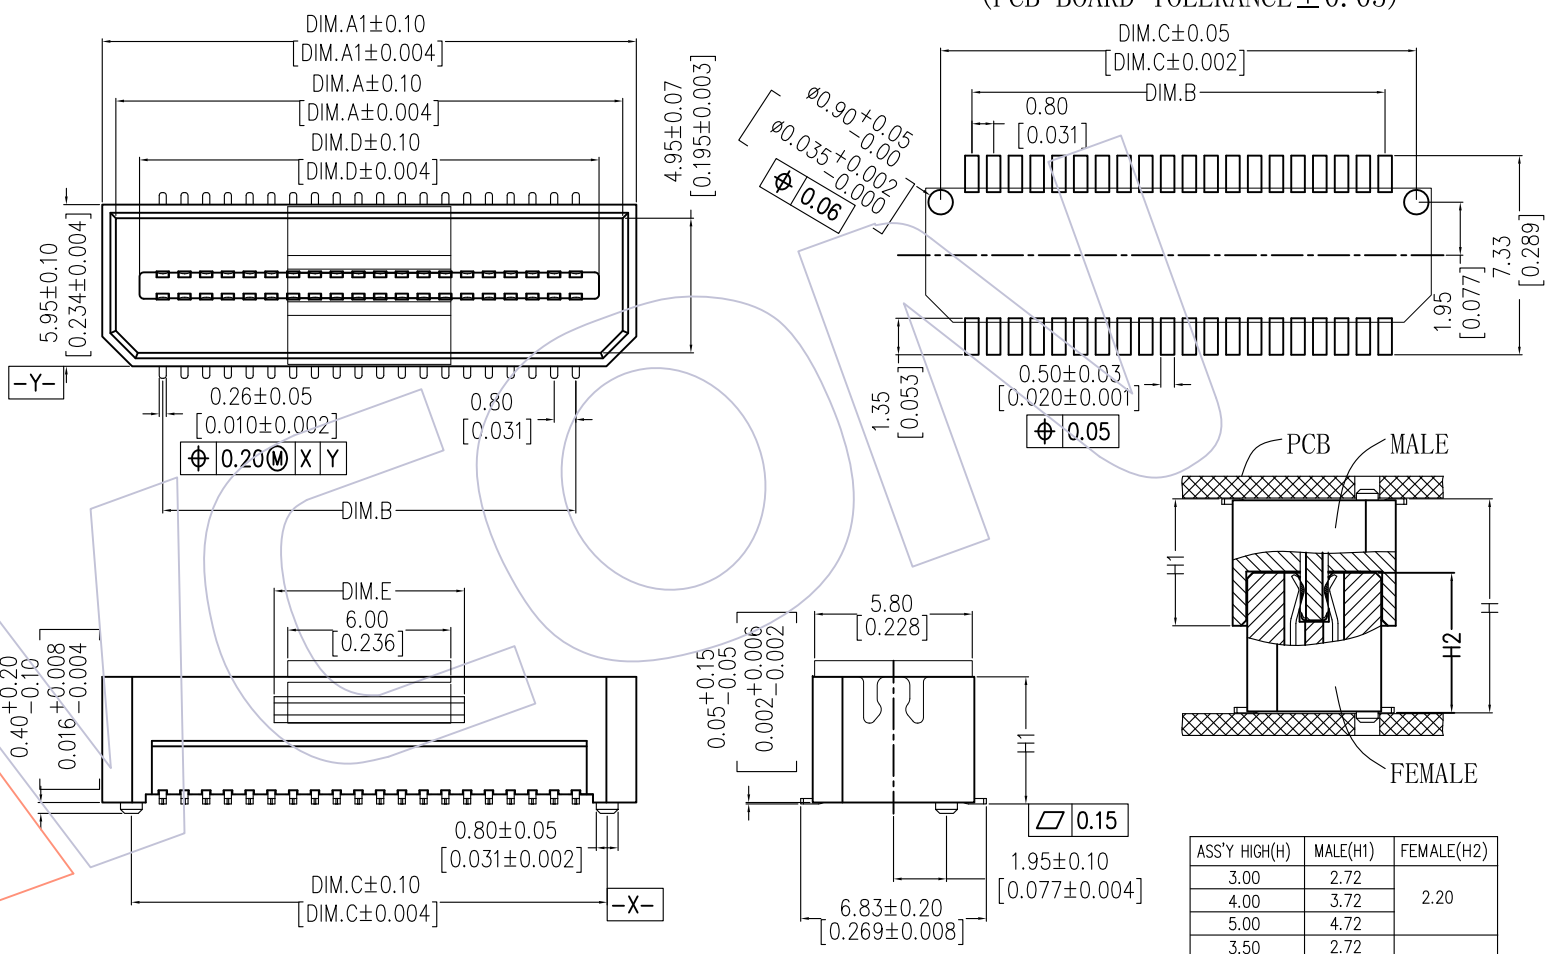 (PCB BOARD TOLERANCE±0.05)
DIM.A1±0.10
[DIM.A1±0.004]
DIM.A±0.10
[DIM.A±0.004]
DIM.D±0.10
[DIM.D±0.004]
4.95±0.07
[0.195±0.003]
5.95±0.10
[0.234±0.004]
-Y-
0.26±0.05
[0.010±0.002]
⌖ 0.20Ⓜ X Y
0.80
[0.031]
DIM.B
DIM.C±0.05
[DIM.C±0.002]
DIM.B
0.80
[0.031]
ø0.90+0.05 -0.00
[ø0.035+0.002 -0.000]
⌖ 0.06
7.33
[0.289]
1.95
[0.077]
1.35
[0.053]
0.50±0.03
[0.020±0.001]
⌖ 0.05
PCB
MALE
H1
H
H2
FEMALE
DIM.E
6.00
[0.236]
0.40+0.20 -0.10
[0.016+0.008 -0.004]
0.80±0.05
[0.031±0.002]
DIM.C±0.10
[DIM.C±0.004]
-X-
5.80
[0.228]
0.05+0.15 -0.05
[0.002+0.006 -0.002]
H1
⏥ 0.15
1.95±0.10
[0.077±0.004]
6.83±0.20
[0.269±0.008]
WCON
ASS'Y HIGH(H) MALE(H1) FEMALE(H2)
3.00 2.72
4.00 3.72 2.20
5.00 4.72
3.50 2.72